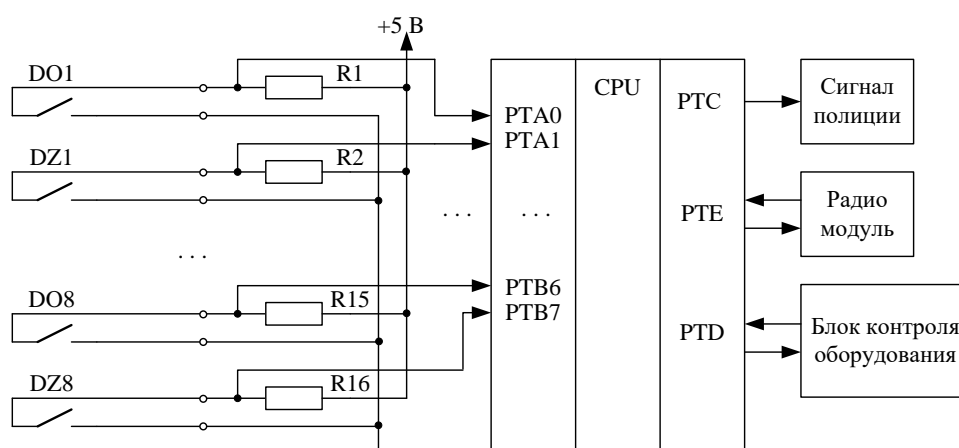 +5 В
DO1
R1
CPU
PTC
Сигнал
полиции
PTA0
PTA1
DZ1
R2
PTE
Радио
модуль
. . .
. . .
. . .
DO8
R15
PTB6
PTB7
PTD
Блок контроля
оборудования
DZ8
R16